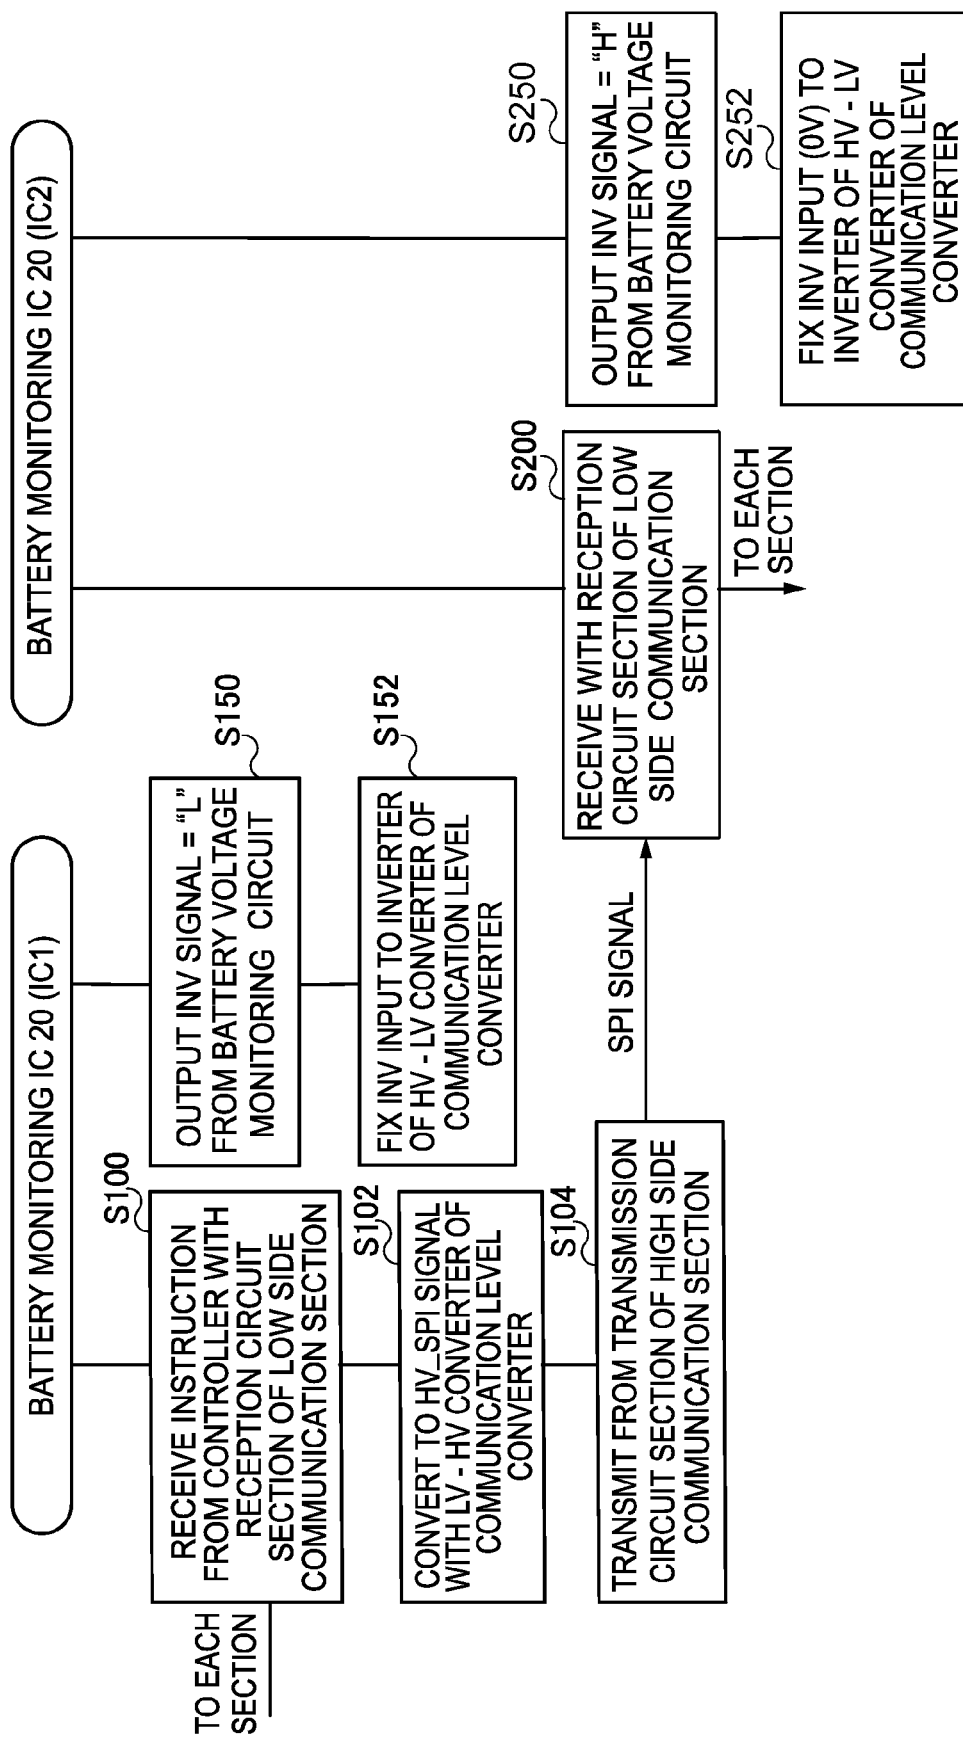 BATTERY MONITORING IC 20 (IC1)
S100
RECEIVE INSTRUCTION
FROM CONTROLLER WITH
RECEPTION CIRCUIT
SECTION OF LOW SIDE
COMMUNICATION SECTION
TO EACH
SECTION
S102
CONVERT TO HV_SPI SIGNAL
WITH LV - HV CONVERTER OF
COMMUNICATION LEVEL
CONVERTER
S104
TRANSMIT FROM TRANSMISSION
CIRCUIT SECTION OF HIGH SIDE
COMMUNICATION SECTION
S150
OUTPUT INV SIGNAL = “L”
FROM BATTERY VOLTAGE
MONITORING CIRCUIT
S152
FIX INV INPUT TO INVERTER
OF HV - LV CONVERTER OF
COMMUNICATION LEVEL
CONVERTER
SPI SIGNAL
BATTERY MONITORING IC 20 (IC2)
S200
RECEIVE WITH RECEPTION
CIRCUIT SECTION OF LOW
SIDE COMMUNICATION
SECTION
TO EACH
SECTION
S250
OUTPUT INV SIGNAL = “H”
FROM BATTERY VOLTAGE
MONITORING CIRCUIT
S252
FIX INV INPUT (0V) TO
INVERTER OF HV - LV
CONVERTER OF
COMMUNICATION LEVEL
CONVERTER